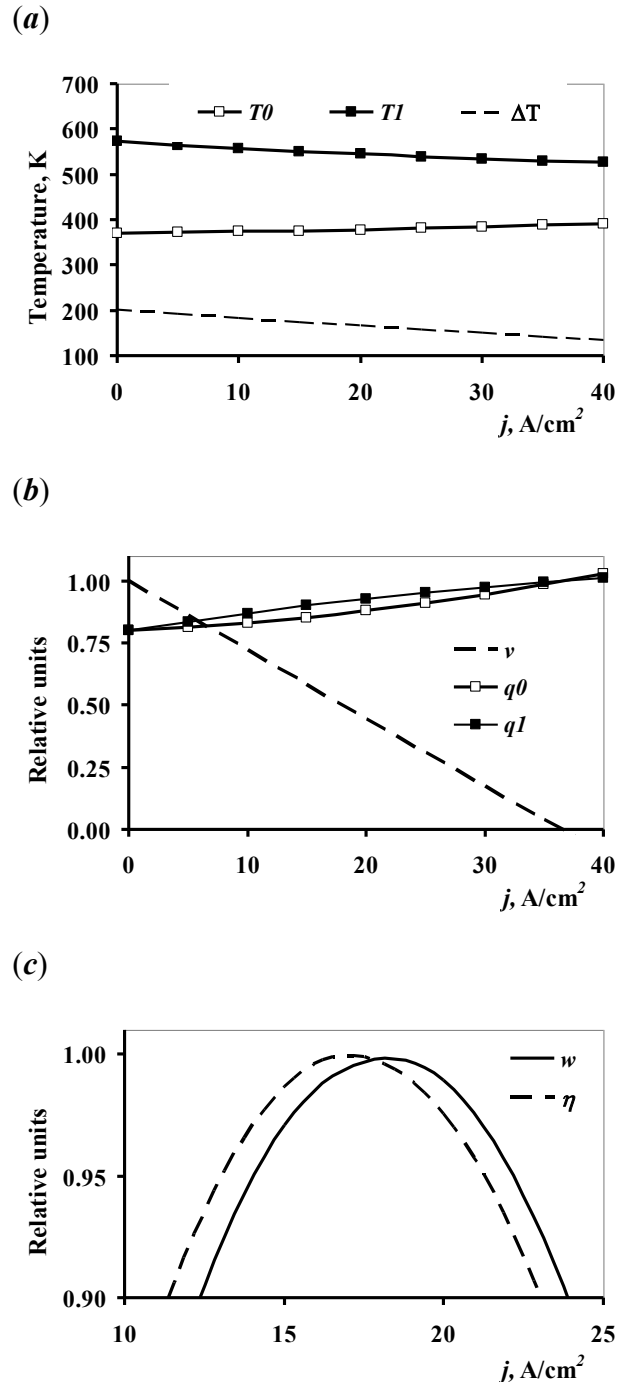 (a)
700
600
500
400
300
200
100
Temperature, K
T0 T1 ΔT
0 10 20 30 40
j, A/cm²
(b)
1.00
0.75
0.50
0.25
0.00
Relative units
v
q0
q1
0 10 20 30 40
j, A/cm²
(c)
1.00
0.95
0.90
Relative units
w
η
10 15 20 25
j, A/cm²